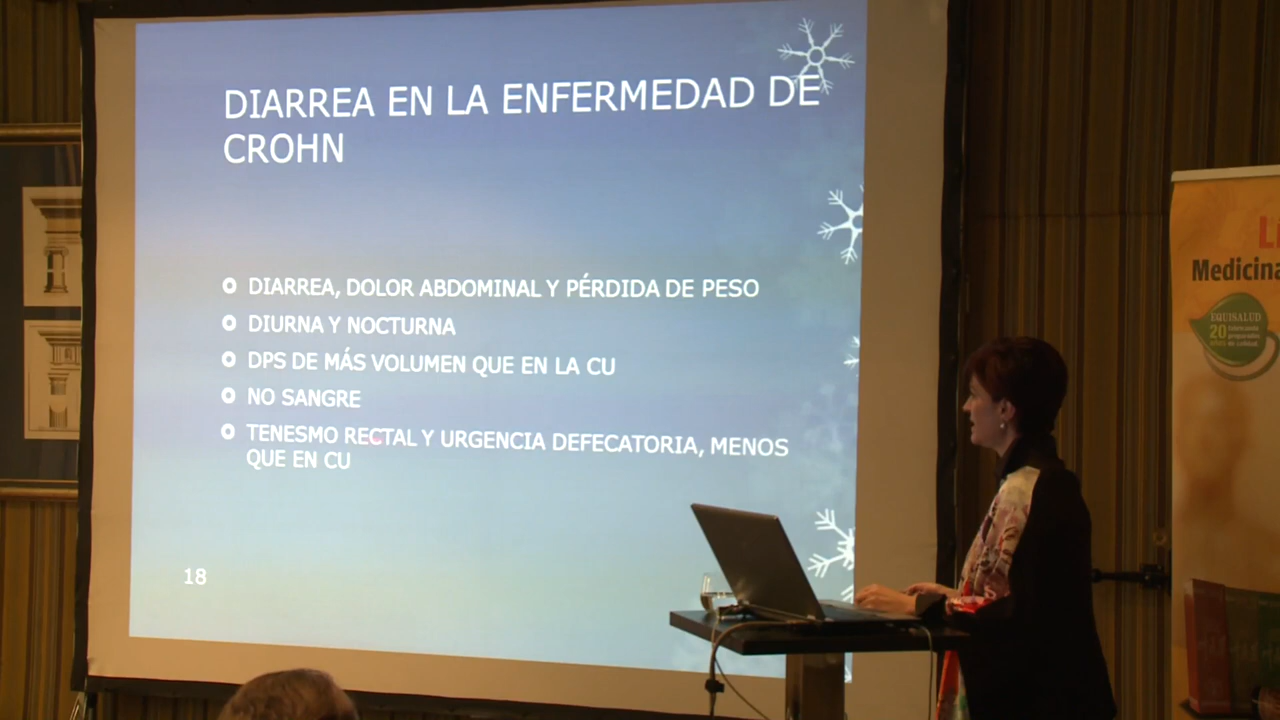 DIARREA EN LA ENFERMEDAD DE
CROHN
DIARREA, DOLOR ABDOMINAL Y PÉRDIDA DE PESO
DIURNA Y NOCTURNA
DPS DE MÁS VOLUMEN QUE EN LA CU
NO SANGRE
TENESMO RECTAL Y URGENCIA DEFECATORIA, MENOS
QUE EN CU
18
L
Medicina
EQUISALUD
20
años